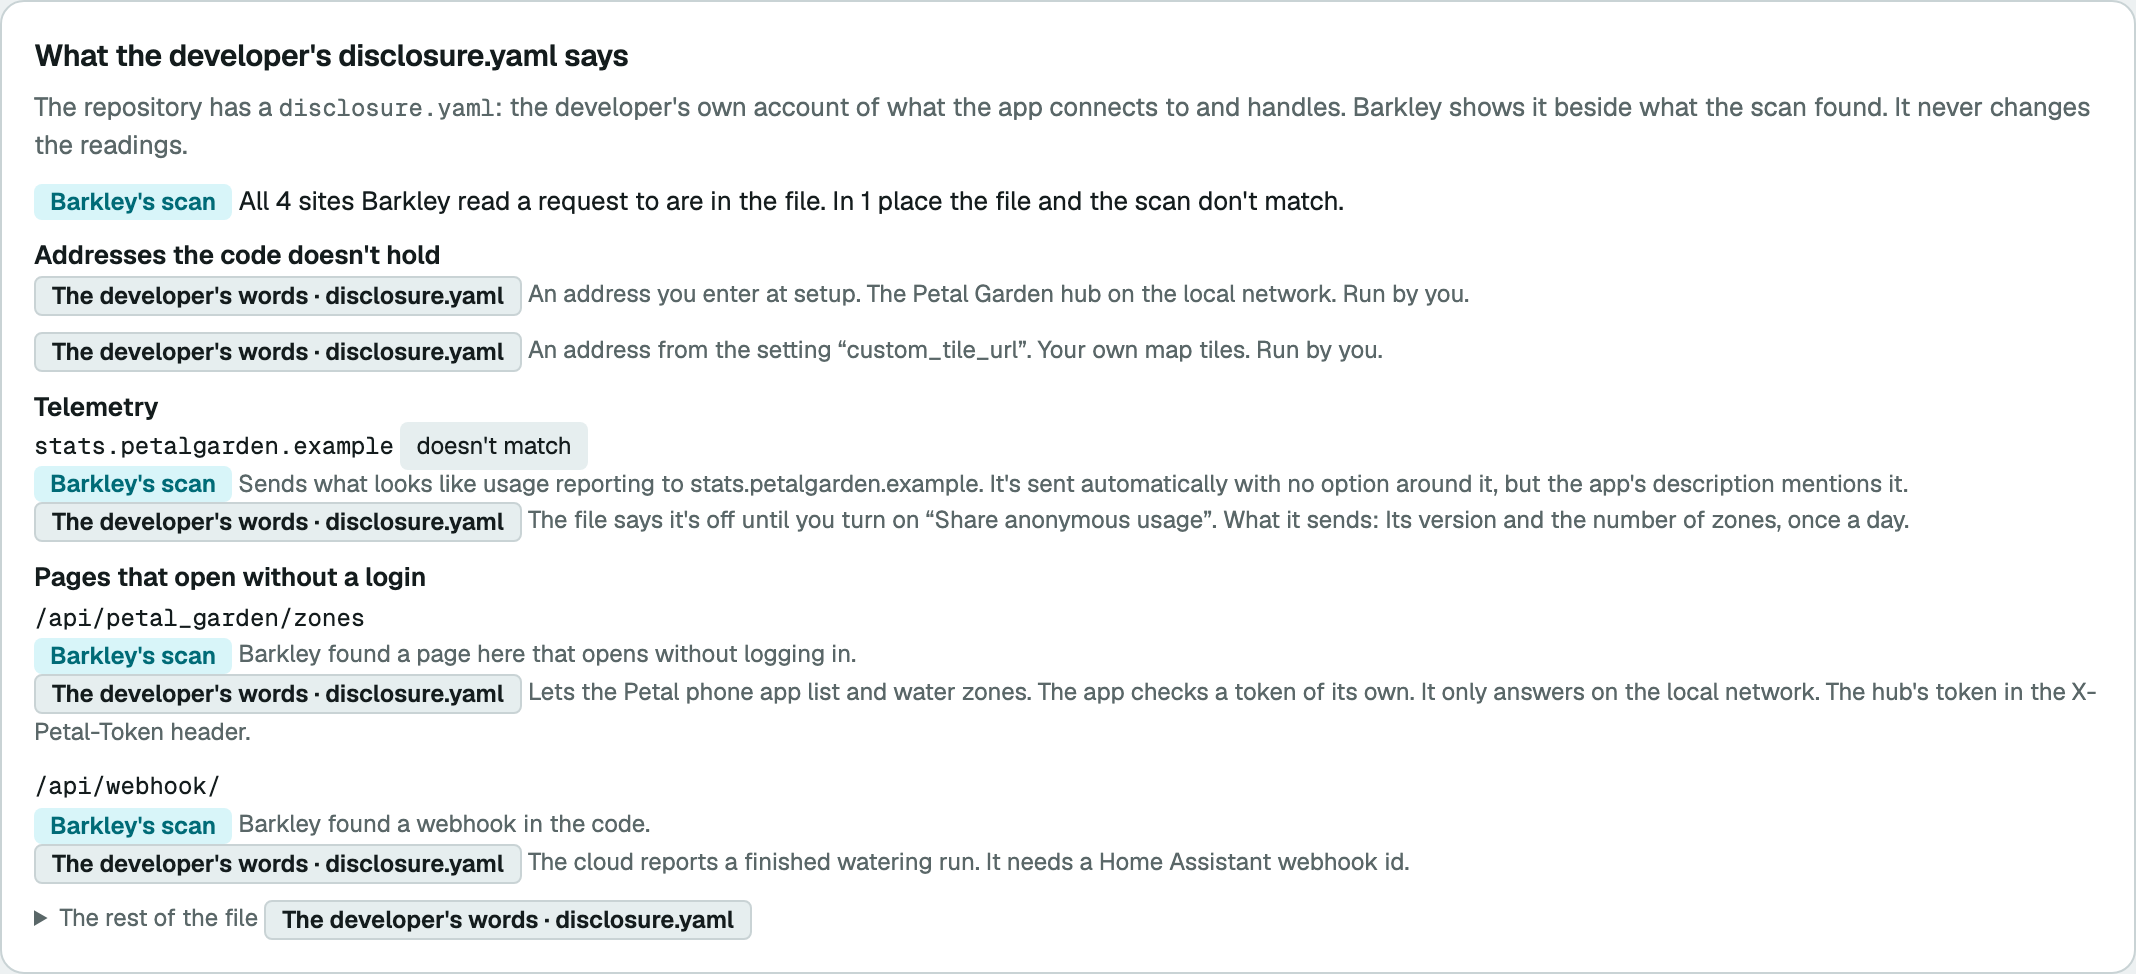 What the developer's disclosure.yaml says
The repository has a disclosure.yaml: the developer's own account of what the app connects to and handles. Barkley shows it beside what the scan found. It never changes
the readings.
Barkley's scan All 4 sites Barkley read a request to are in the file. In 1 place the file and the scan don't match.
Addresses the code doesn't hold
The developer's words · disclosure.yaml An address you enter at setup. The Petal Garden hub on the local network. Run by you.
The developer's words · disclosure.yaml An address from the setting “custom_tile_url”. Your own map tiles. Run by you.
Telemetry
stats.petalgarden.example doesn't match
Barkley's scan Sends what looks like usage reporting to stats.petalgarden.example. It's sent automatically with no option around it, but the app's description mentions it.
The developer's words · disclosure.yaml The file says it's off until you turn on “Share anonymous usage”. What it sends: Its version and the number of zones, once a day.
Pages that open without a login
/api/petal_garden/zones
Barkley's scan Barkley found a page here that opens without logging in.
The developer's words · disclosure.yaml Lets the Petal phone app list and water zones. The app checks a token of its own. It only answers on the local network. The hub's token in the X-
Petal-Token header.
/api/webhook/
Barkley's scan Barkley found a webhook in the code.
The developer's words · disclosure.yaml The cloud reports a finished watering run. It needs a Home Assistant webhook id.
▶ The rest of the file The developer's words · disclosure.yaml